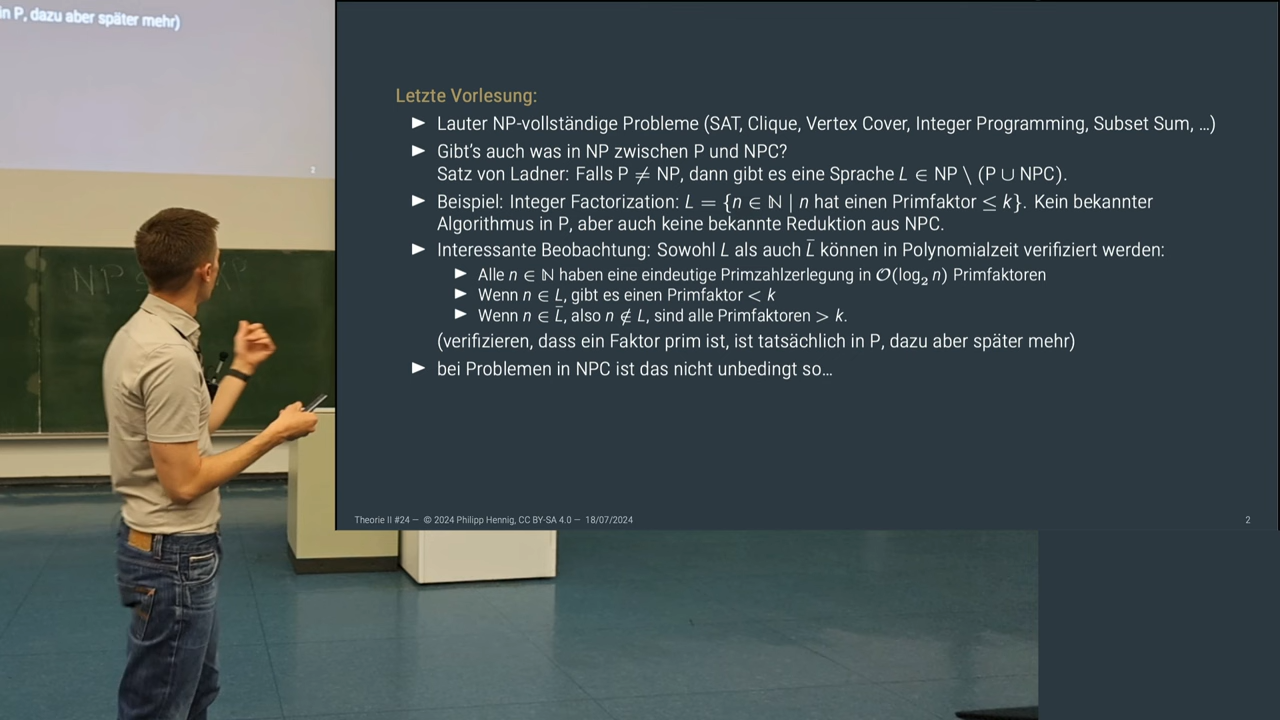 in P, dazu aber später mehr)
2
NP
Letzte Vorlesung:
► Lauter NP-vollständige Probleme (SAT, Clique, Vertex Cover, Integer Programming, Subset Sum, …)
► Gibt's auch was in NP zwischen P und NPC?
Satz von Ladner: Falls P ≠ NP, dann gibt es eine Sprache L ∈ NP \ (P ∪ NPC).
► Beispiel: Integer Factorization: L = {n ∈ ℕ | n hat einen Primfaktor ≤ k}. Kein bekannter
Algorithmus in P, aber auch keine bekannte Reduktion aus NPC.
► Interessante Beobachtung: Sowohl L als auch L̄ können in Polynomialzeit verifiziert werden:
► Alle n ∈ ℕ haben eine eindeutige Primzahlzerlegung in O(log₂ n) Primfaktoren
► Wenn n ∈ L, gibt es einen Primfaktor < k
► Wenn n ∈ L̄, also n ∉ L, sind alle Primfaktoren > k.
(verifizieren, dass ein Faktor prim ist, ist tatsächlich in P, dazu aber später mehr)
► bei Problemen in NPC ist das nicht unbedingt so…
Theorie II #24 — © 2024 Philipp Hennig, CC BY-SA 4.0 — 18/07/2024
2